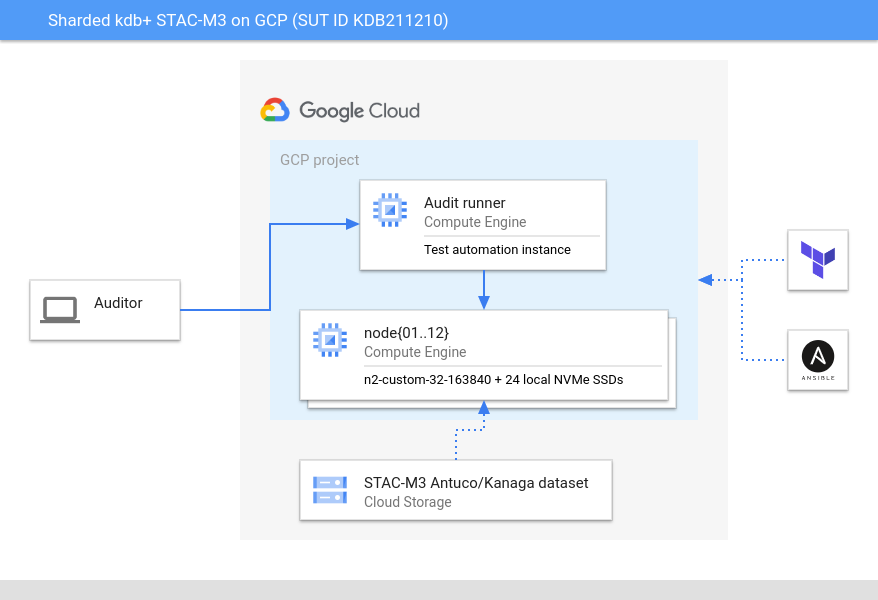 Sharded kdb+ STAC-M3 on GCP (SUT ID KDB211210)
Google Cloud
GCP project
Audit runner
Compute Engine
Test automation instance
Auditor
node{01..12}
Compute Engine
n2-custom-32-163840 + 24 local NVMe SSDs
ANSIBLE
STAC-M3 Antuco/Kanaga dataset
Cloud Storage